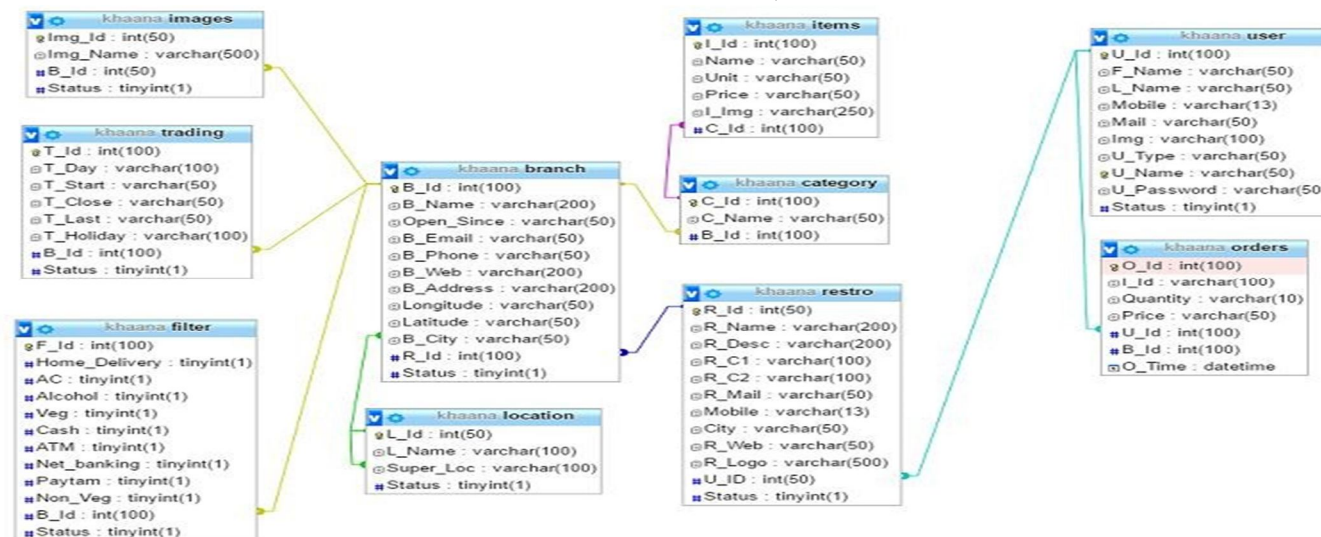 khaana images
Img_Id : int(50)
Img_Name : varchar(500)
B_Id : int(50)
Status : tinyint(1)
khaana trading
T_Id : int(100)
T_Day : varchar(100)
T_Start : varchar(50)
T_Close : varchar(50)
T_Last : varchar(50)
T_Holiday : varchar(100)
B_Id : int(100)
Status : tinyint(1)
khaana filter
F_Id : int(100)
Home_Delivery : tinyint(1)
AC : tinyint(1)
Alcohol : tinyint(1)
Veg : tinyint(1)
Cash : tinyint(1)
ATM : tinyint(1)
Net_banking : tinyint(1)
Paytam : tinyint(1)
Non_Veg : tinyint(1)
B_Id : int(100)
Status : tinyint(1)
khaana branch
B_Id : int(100)
B_Name : varchar(200)
Open_Since : varchar(50)
B_Email : varchar(50)
B_Phone : varchar(50)
B_Web : varchar(200)
B_Address : varchar(200)
Longitude : varchar(50)
Latitude : varchar(50)
B_City : varchar(50)
R_Id : int(100)
Status : tinyint(1)
khaana location
L_Id : int(50)
L_Name : varchar(100)
Super_Loc : varchar(100)
Status : tinyint(1)
khaana items
I_Id : int(100)
Name : varchar(50)
Unit : varchar(50)
Price : varchar(50)
I_Img : varchar(250)
C_Id : int(100)
khaana category
C_Id : int(100)
C_Name : varchar(50)
B_Id : int(100)
khaana restro
R_Id : int(50)
R_Name : varchar(200)
R_Desc : varchar(200)
R_C1 : varchar(100)
R_C2 : varchar(100)
R_Mail : varchar(50)
Mobile : varchar(13)
City : varchar(50)
R_Web : varchar(50)
R_Logo : varchar(500)
U_ID : int(50)
Status : tinyint(1)
khaana user
U_Id : int(100)
F_Name : varchar(50)
L_Name : varchar(50)
Mobile : varchar(13)
Mail : varchar(50)
Img : varchar(100)
U_Type : varchar(50)
U_Name : varchar(50)
U_Password : varchar(50
Status : tinyint(1)
khaana orders
O_Id : int(100)
I_Id : varchar(100)
Quantity : varchar(10)
Price : varchar(50)
U_Id : int(100)
B_Id : int(100)
O_Time : datetime